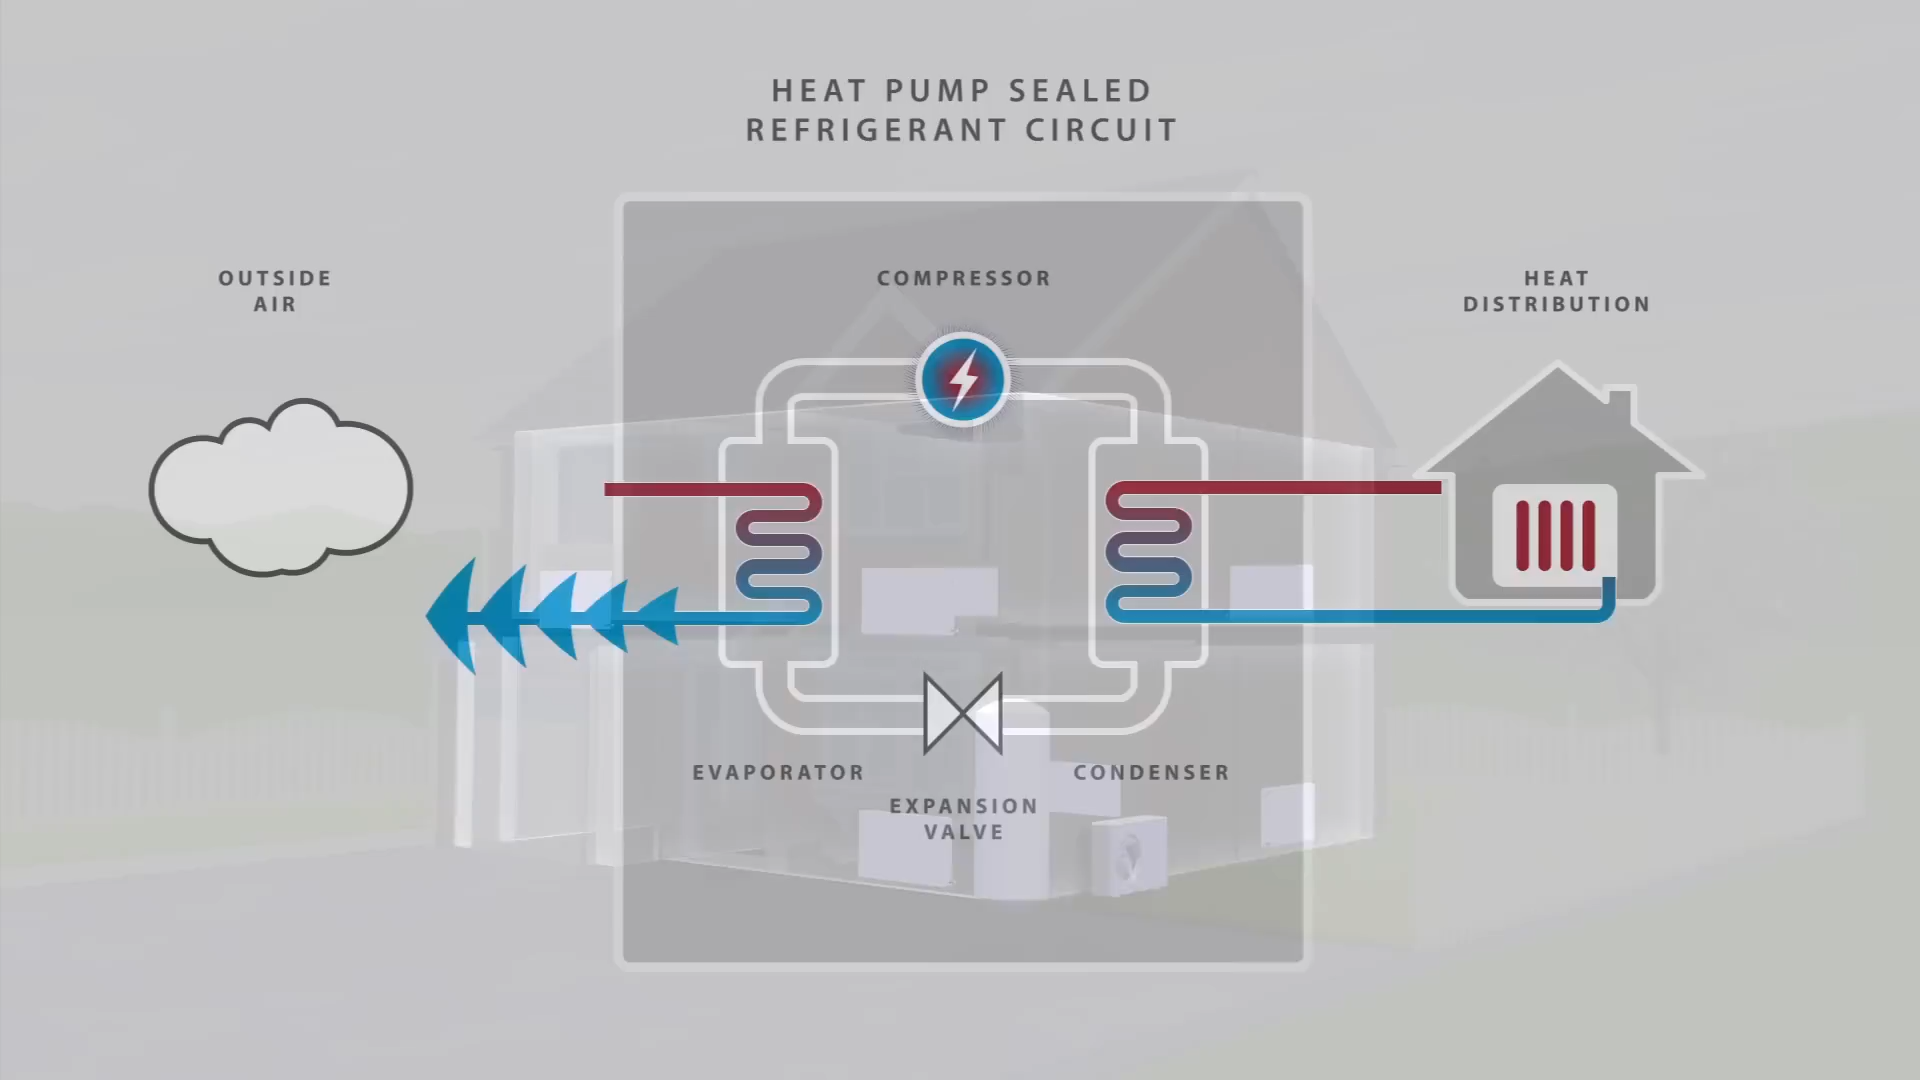 HEAT PUMP SEALED
REFRIGERANT CIRCUIT
OUTSIDE
AIR
COMPRESSOR
HEAT
DISTRIBUTION
EVAPORATOR
CONDENSER
EXPANSION
VALVE